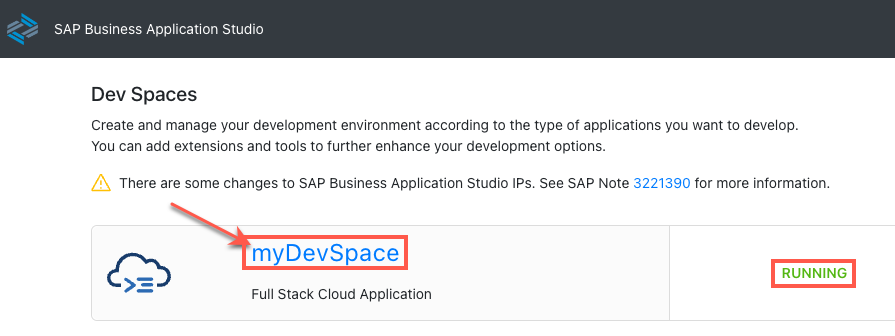 SAP Business Application Studio
Dev Spaces
Create and manage your development environment according to the type of applications you want to develop.
You can add extensions and tools to further enhance your development options.
There are some changes to SAP Business Application Studio IPs. See SAP Note 3221390 for more information.
myDevSpace
RUNNING
Full Stack Cloud Application